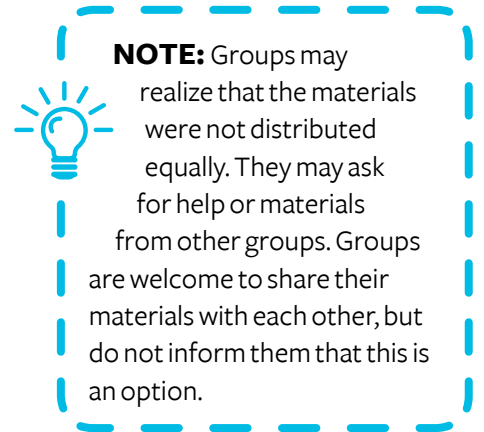 NOTE: Groups may
realize that the materials
were not distributed
equally. They may ask
for help or materials
from other groups. Groups
are welcome to share their
materials with each other, but
do not inform them that this is
an option.